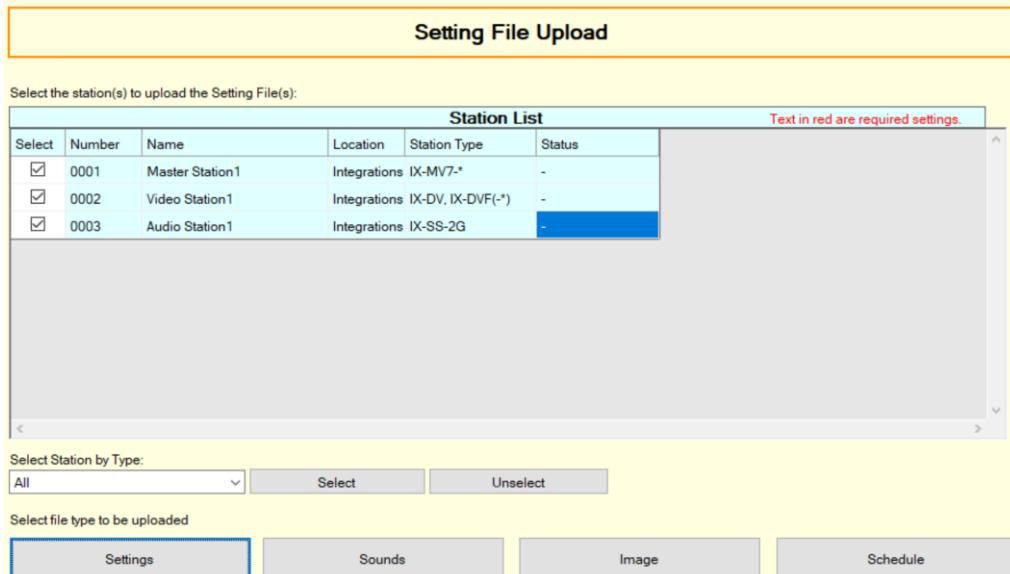 Setting File Upload
Select the station(s) to upload the Setting File(s):
Station List Text in red are required settings.
Select Number Name Location Station Type Status
0001 Master Station1 Integrations IX-MV7-* -
0002 Video Station1 Integrations IX-DV, IX-DVF(-*) -
0003 Audio Station1 Integrations IX-SS-2G -
Select Station by Type:
All Select Unselect
Select file type to be uploaded
Settings Sounds Image Schedule